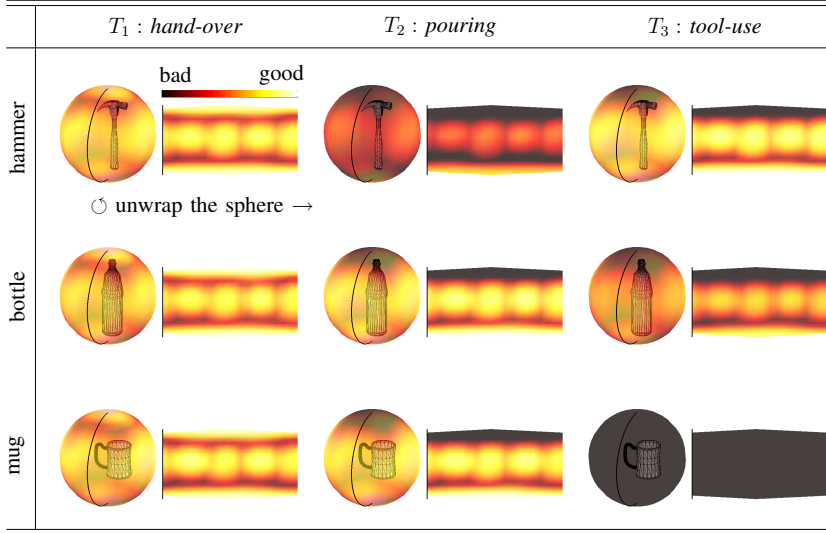 T₁ : hand-over
T₂ : pouring
T₃ : tool-use
bad
good
hammer
↺ unwrap the sphere →
bottle
mug